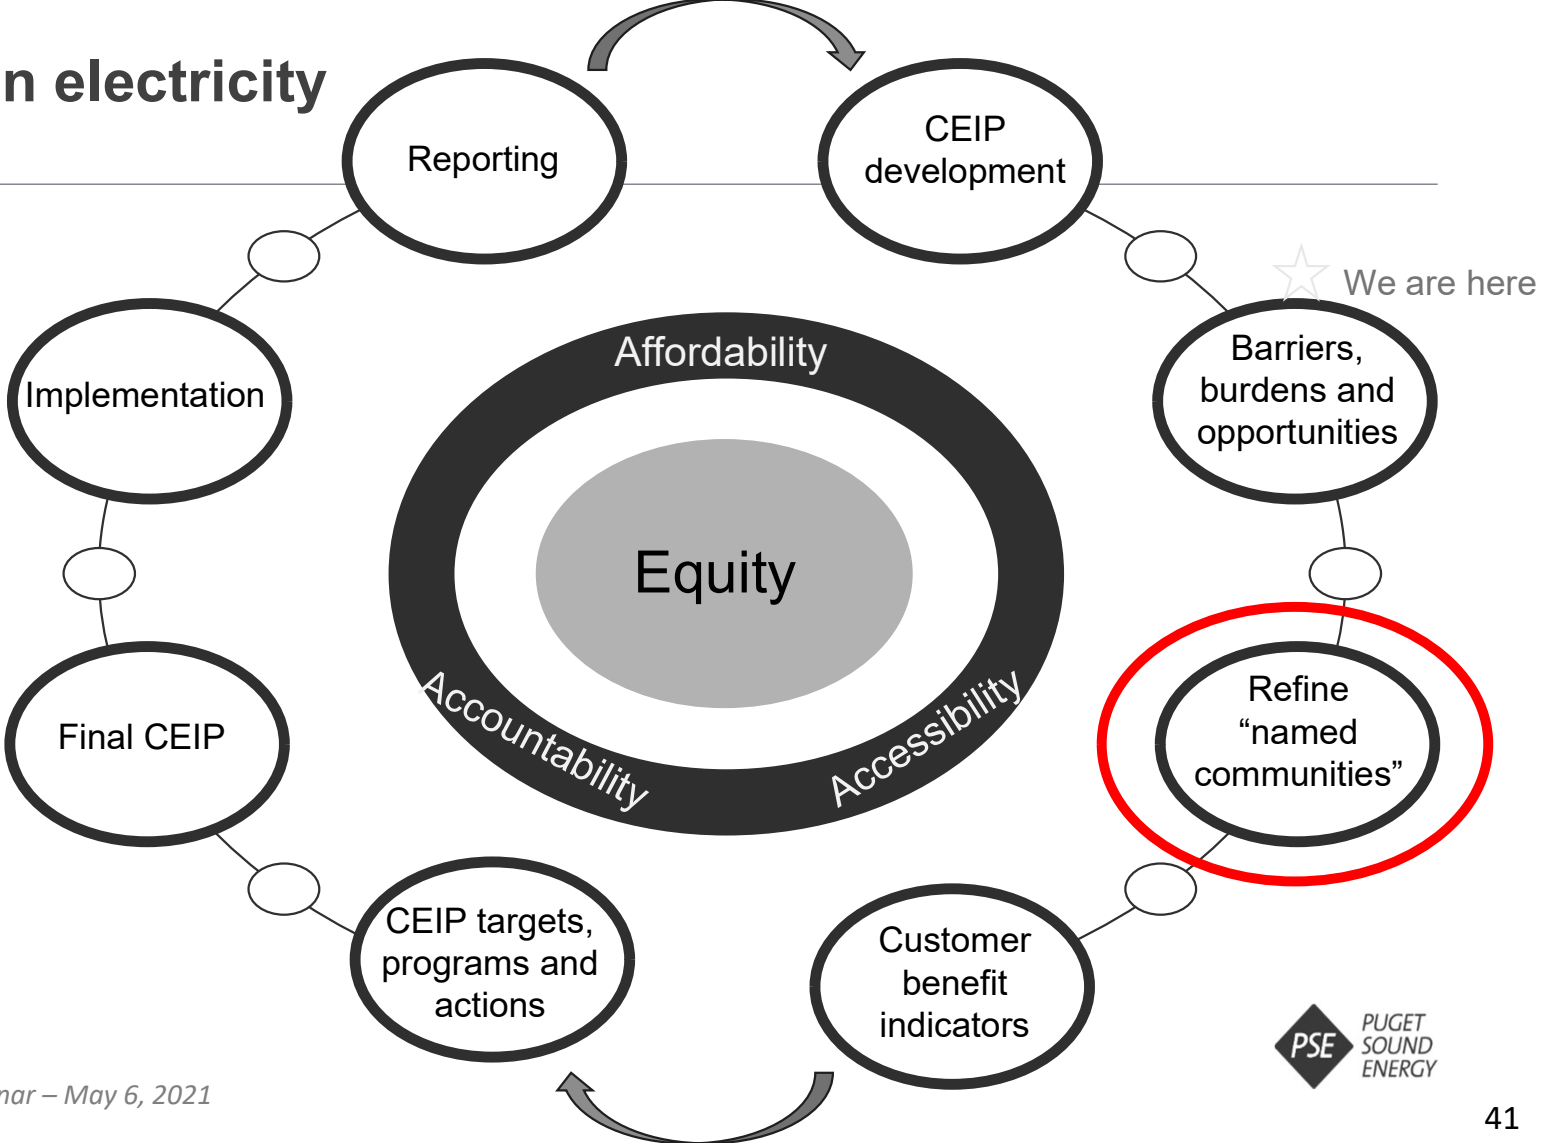 n electricity
Reporting
CEIP
development
We are here
Barriers,
burdens and
opportunities
Implementation
Affordability
Equity
Accountability
Accessibility
Refine
“named
communities”
Final CEIP
CEIP targets,
programs and
actions
Customer
benefit
indicators
PSE
PUGET
SOUND
ENERGY
nar – May 6, 2021
41